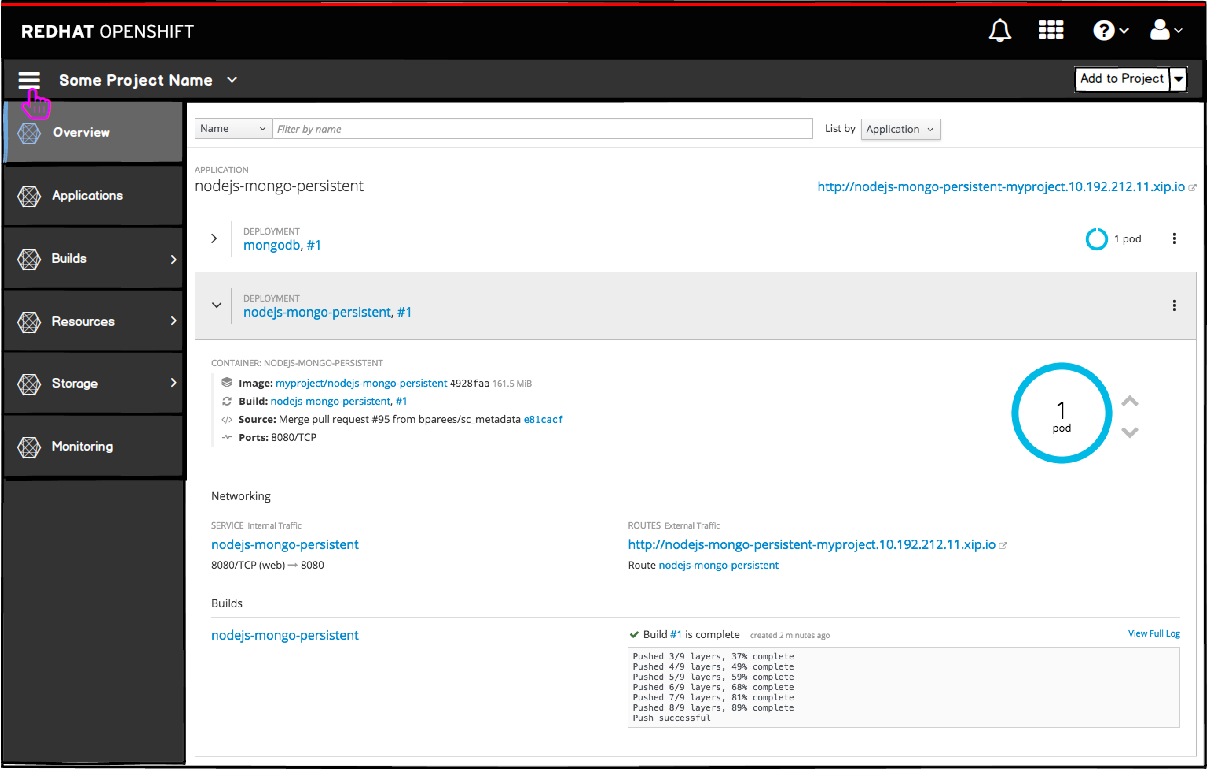 REDHAT OPENSHIFT
Some Project Name
Add to Project
Overview
Applications
Builds
Resources
Storage
Monitoring
Name
Filter by name
List by
Application
APPLICATION
nodejs-mongo-persistent
http://nodejs-mongo-persistent-myproject.10.192.212.11.xip.io
DEPLOYMENT
mongodb, #1
1 pod
DEPLOYMENT
nodejs-mongo-persistent, #1
CONTAINER: NODEJS-MONGO-PERSISTENT
Image: myproject/nodejs-mongo-persistent 4928faa 161.5 MiB
Build: nodejs-mongo-persistent, #1
Source: Merge pull request #95 from bparees/sc_metadata e81cacf
Ports: 8080/TCP
1
pod
Networking
SERVICE Internal Traffic
nodejs-mongo-persistent
8080/TCP (web) → 8080
ROUTES External Traffic
http://nodejs-mongo-persistent-myproject.10.192.212.11.xip.io
Route nodejs-mongo-persistent
Builds
nodejs-mongo-persistent
Build #1 is complete created 2 minutes ago
View Full Log
Pushed 3/9 layers, 37% complete
Pushed 4/9 layers, 49% complete
Pushed 5/9 layers, 59% complete
Pushed 6/9 layers, 68% complete
Pushed 7/9 layers, 81% complete
Pushed 8/9 layers, 89% complete
Push successful